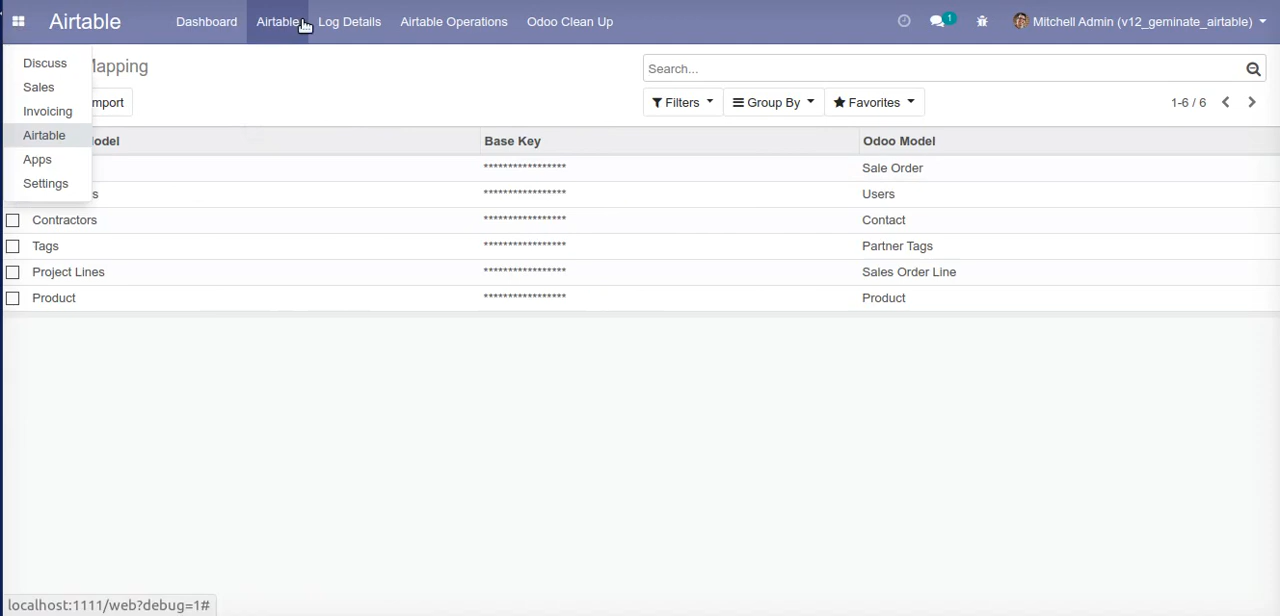 Airtable Dashboard Airtable Log Details Airtable Operations Odoo Clean Up 1 Mitchell Admin (v12_geminate_airtable)
Discuss
Sales
Invoicing
Airtable
Apps
Settings
Mapping
Search...
mport
Filters Group By Favorites 1-6 / 6
odel Base Key Odoo Model
***************** Sale Order
s ***************** Users
Contractors ***************** Contact
Tags ***************** Partner Tags
Project Lines ***************** Sales Order Line
Product ***************** Product
localhost:1111/web?debug=1#